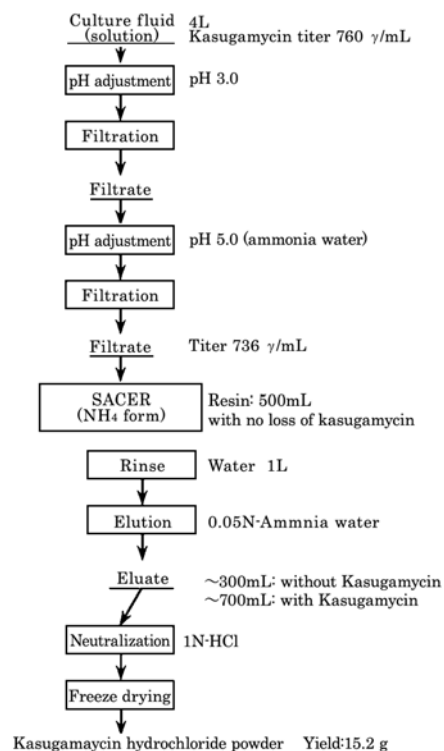 Culture fluid 4L
(solution) Kasugamycin titer 760 γ/mL
pH adjustment pH 3.0
Filtration
Filtrate
pH adjustment pH 5.0 (ammonia water)
Filtration
Filtrate Titer 736 γ/mL
SACER Resin: 500mL
(NH4 form) with no loss of kasugamycin
Rinse Water 1L
Elution 0.05N-Ammnia water
Eluate ～300mL: without Kasugamycin
～700mL: with Kasugamycin
Neutralization 1N-HCl
Freeze drying
Kasugamaycin hydrochloride powder Yield:15.2 g